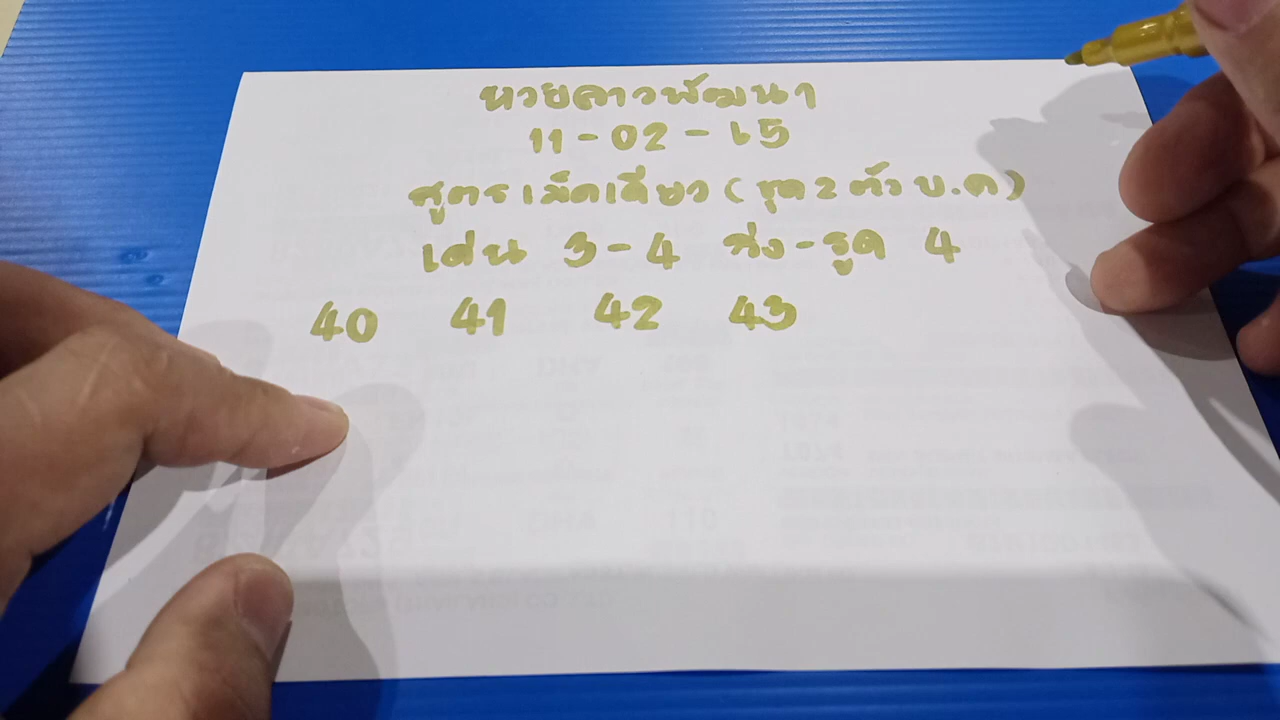 หวยลาวพัฒนา
11-02-65
สูตรเม็ดเดียว (ชุด 2 ตัว บ.ล)
เด่น 3-4 วิ่ง-รูด 4
40 41 42 43